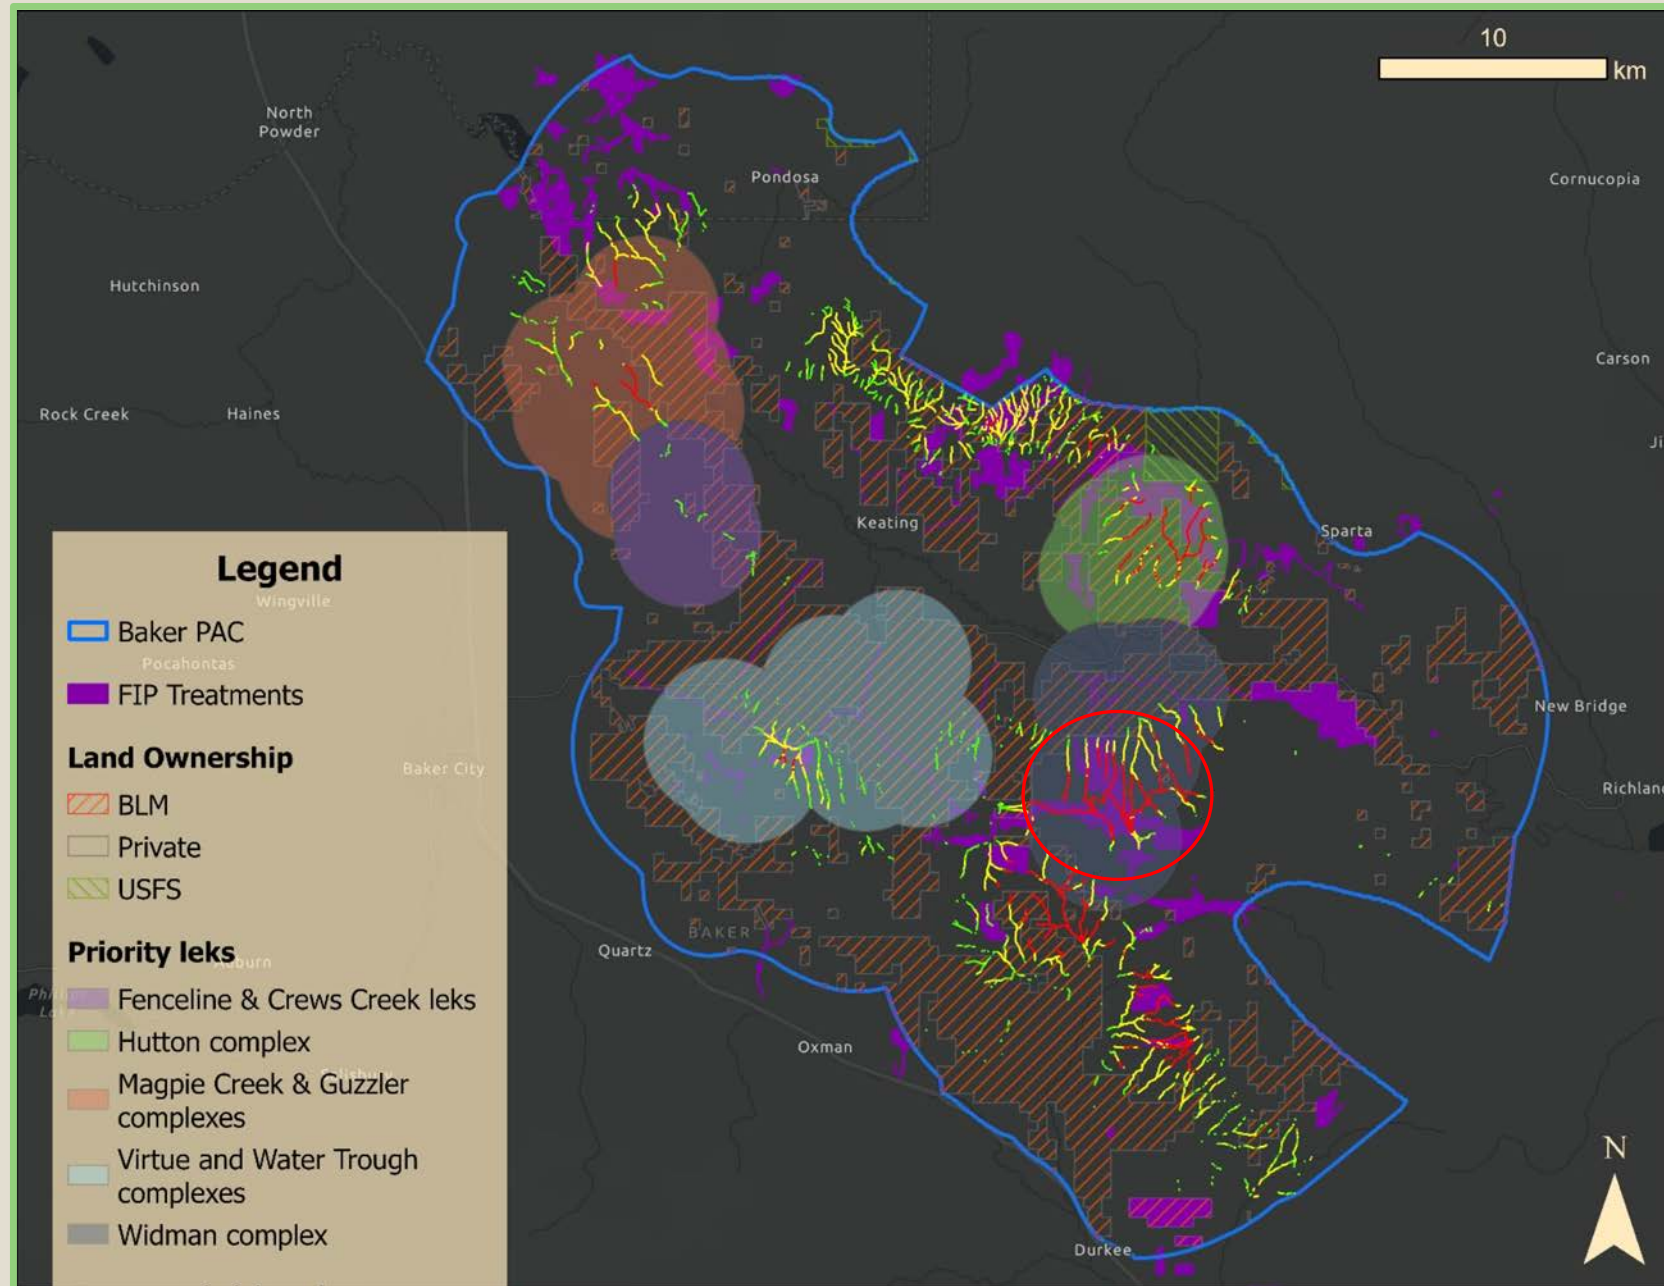 10
km
North
Powder
Pondosa
Cornucopia
Hutchinson
Carson
Rock Creek
Haines
Ji
Keating
Sparta
Legend
Wingville
Baker PAC
Pocahontas
FIP Treatments
New Bridge
Land Ownership
Baker City
BLM
Richlan
Private
USFS
BAKER
Quartz
Priority leks
Fenceline & Crews Creek leks
Hutton complex
Oxman
Magpie Creek & Guzzler
complexes
Virtue and Water Trough
complexes
N
Widman complex
Durkee